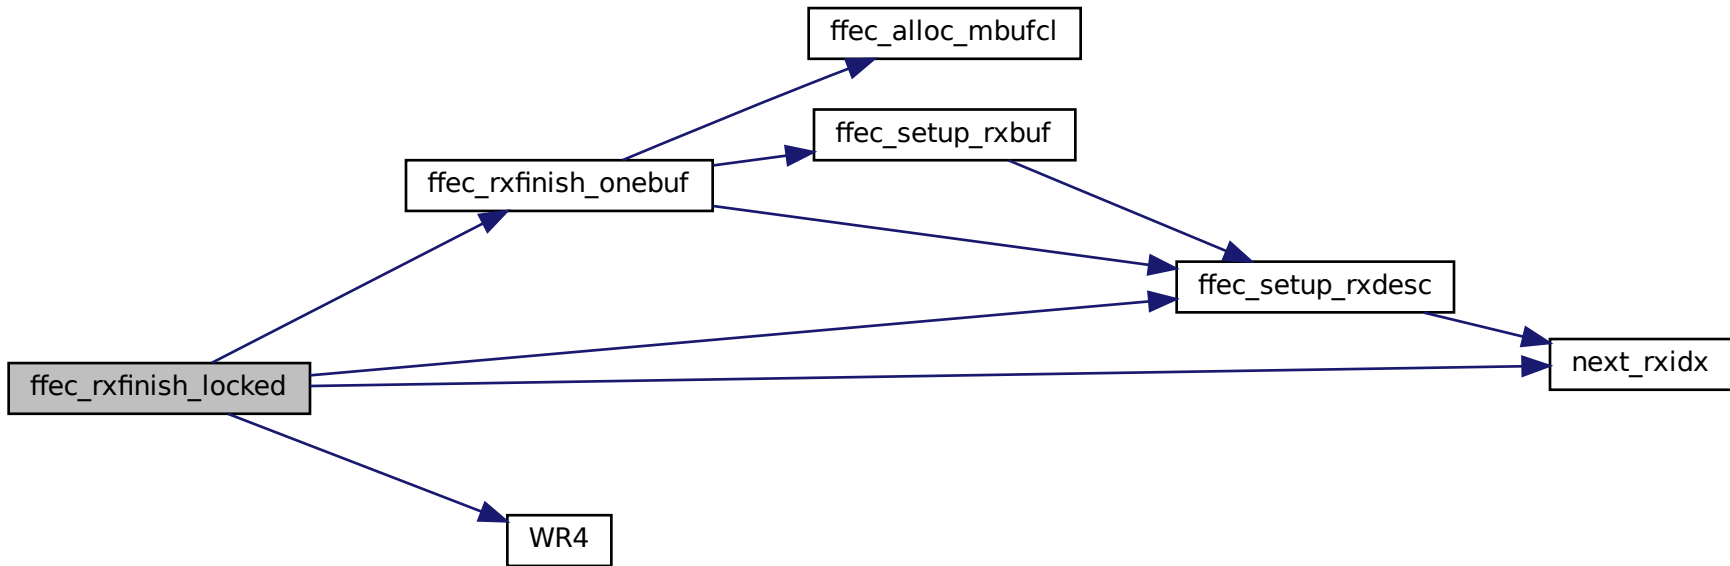 ffec_alloc_mbufcl
ffec_setup_rxbuf
ffec_rxfinish_onebuf
ffec_setup_rxdesc
next_rxidx
ffec_rxfinish_locked
WR4